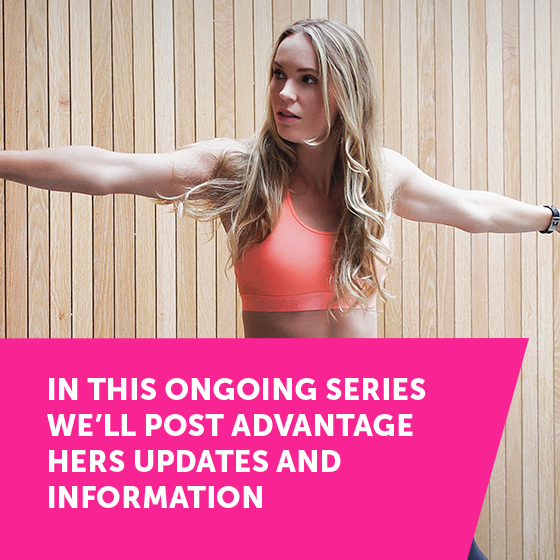 IN THIS ONGOING SERIES
WE’LL POST ADVANTAGE
HERS UPDATES AND
INFORMATION